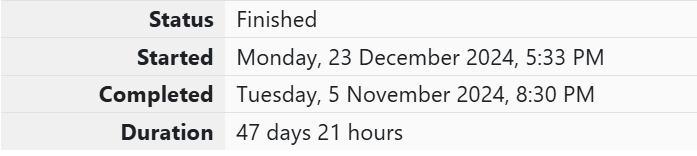 Status Finished
Started Monday, 23 December 2024, 5:33 PM
Completed Tuesday, 5 November 2024, 8:30 PM
Duration 47 days 21 hours